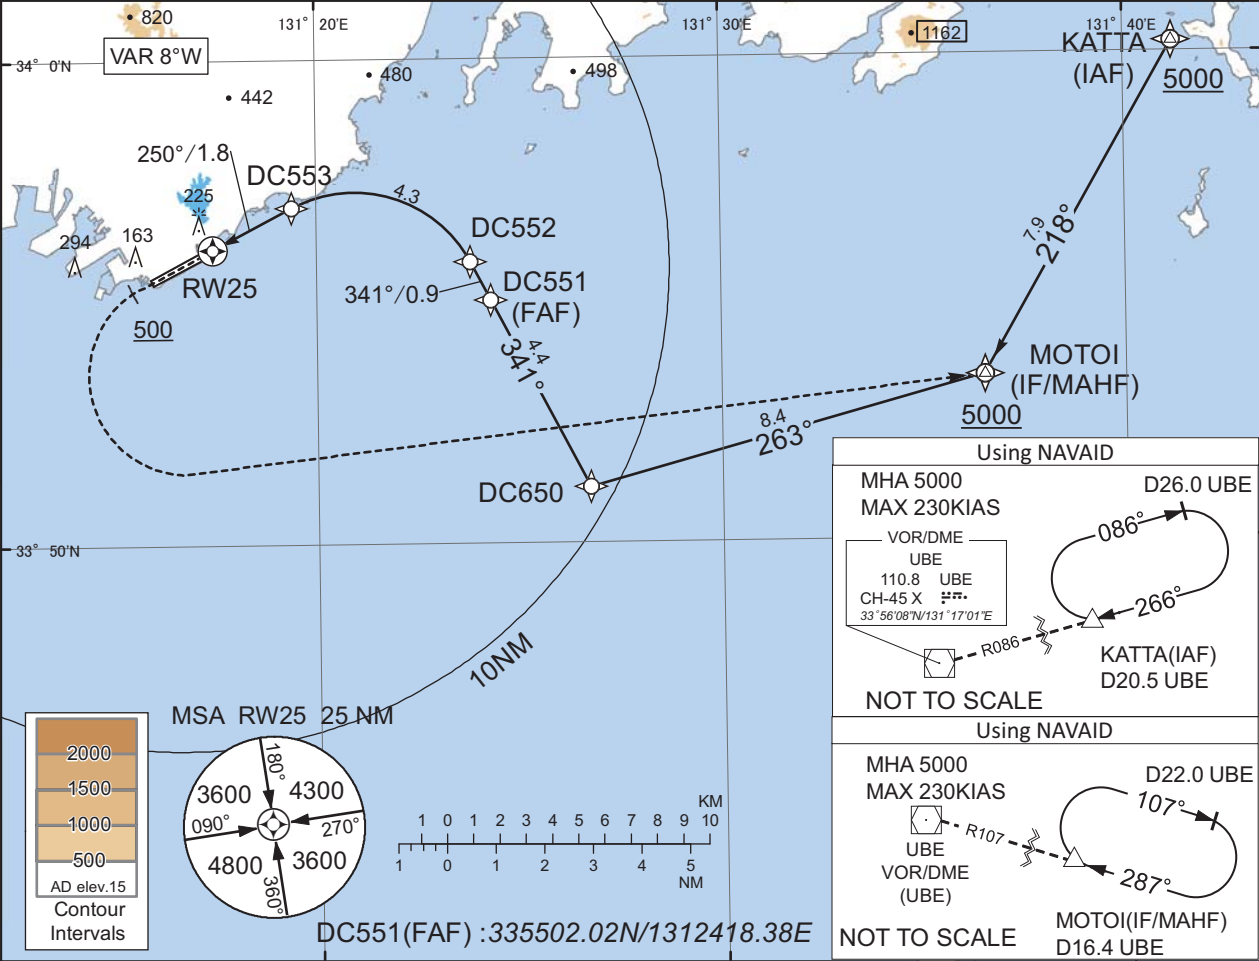 820
VAR 8°W
131° 20'E
131° 30'E
131° 40'E
34° 0'N
480
498
442
1162
KATTA
(IAF)
5000
250°/1.8
DC553
4.3
225
294
163
RW25
500
DC552
DC551
(FAF)
341°/0.9
4.4
341°
7.9
218°
MOTOI
(IF/MAHF)
5000
8.4
263°
DC650
33° 50'N
10NM
Using NAVAID
MHA 5000
MAX 230KIAS
D26.0 UBE
VOR/DME
UBE
110.8 UBE
CH-45 X
33°56'08"N/131°17'01"E
086°
266°
R086
KATTA(IAF)
D20.5 UBE
NOT TO SCALE
Using NAVAID
MHA 5000
MAX 230KIAS
D22.0 UBE
107°
R107
UBE
VOR/DME
(UBE)
287°
MOTOI(IF/MAHF)
D16.4 UBE
NOT TO SCALE
MSA RW25 25 NM
180°
3600
4300
090°
270°
4800
3600
360°
KM
1 0 1 2 3 4 5 6 7 8 9 10
1 0 1 2 3 4 5
NM
2000
1500
1000
500
AD elev.15
Contour
Intervals
DC551(FAF) :335502.02N/1312418.38E